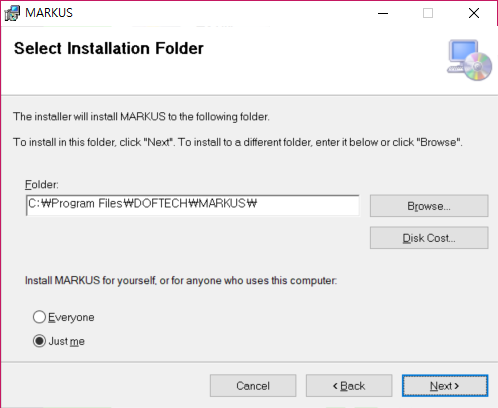 MARKUS
Select Installation Folder
The installer will install MARKUS to the following folder.
To install in this folder, click "Next". To install to a different folder, enter it below or click "Browse".
Folder:
C:₩Program Files₩DOFTECH₩MARKUS₩
Browse...
Disk Cost...
Install MARKUS for yourself, or for anyone who uses this computer:
Everyone
Just me
Cancel
< Back
Next >